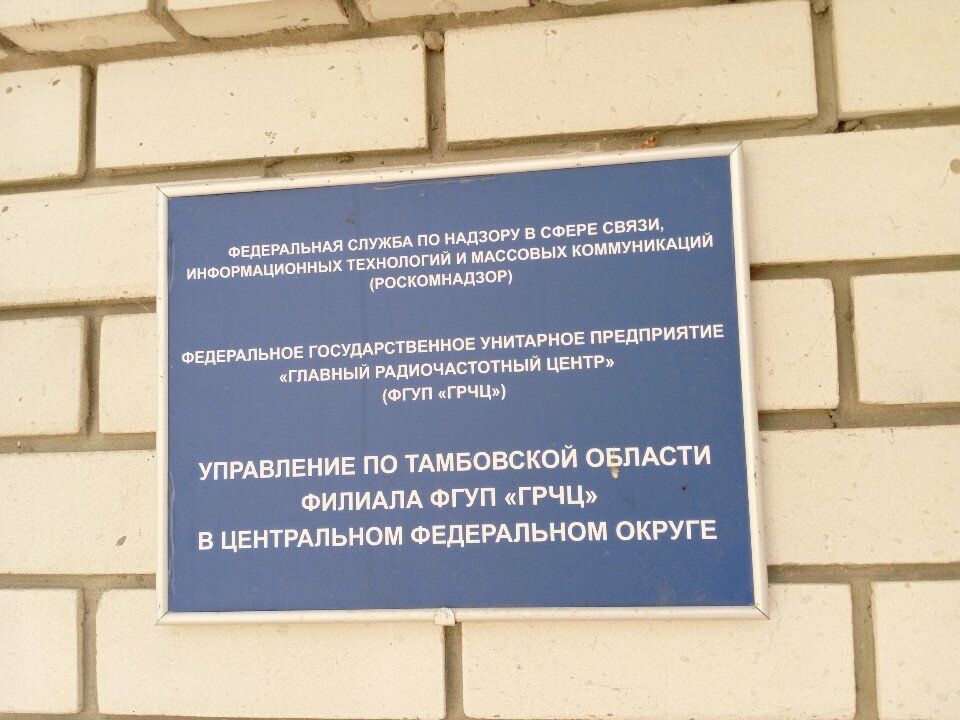 ФЕДЕРАЛЬНАЯ СЛУЖБА ПО НАДЗОРУ В СФЕРЕ СВЯЗИ,
ИНФОРМАЦИОННЫХ ТЕХНОЛОГИЙ И МАССОВЫХ КОММУНИКАЦИЙ
(РОСКОМНАДЗОР)
ФЕДЕРАЛЬНОЕ ГОСУДАРСТВЕННОЕ УНИТАРНОЕ ПРЕДПРИЯТИЕ
«ГЛАВНЫЙ РАДИОЧАСТОТНЫЙ ЦЕНТР»
(ФГУП «ГРЧЦ»)
УПРАВЛЕНИЕ ПО ТАМБОВСКОЙ ОБЛАСТИ
ФИЛИАЛА ФГУП «ГРЧЦ»
В ЦЕНТРАЛЬНОМ ФЕДЕРАЛЬНОМ ОКРУГЕ